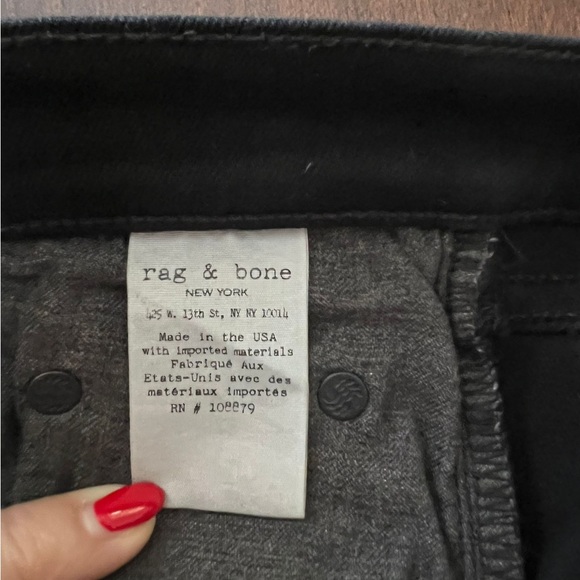 rag & bone
NEW YORK
425 W. 13th St, NY NY 10014
Made in the USA
with imported materials
Fabriqué Aux
Etats-Unis avec des
matériaux importés
RN # 108879